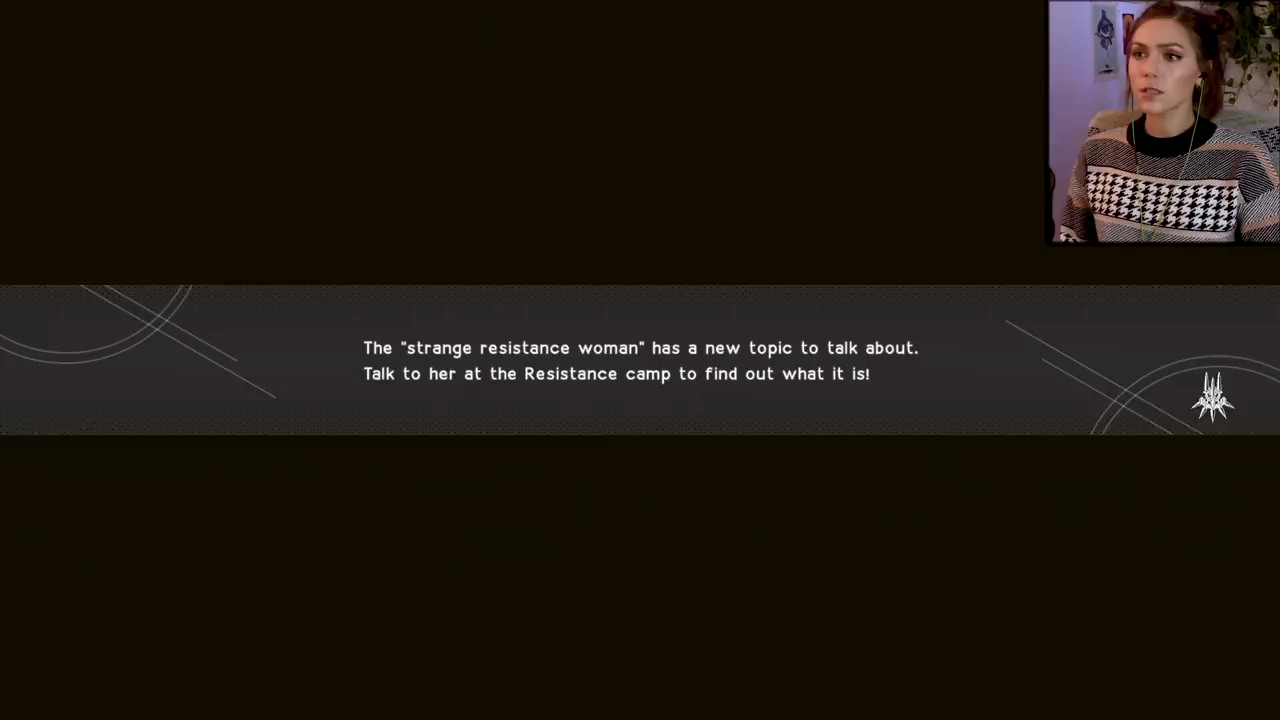 The "strange resistance woman" has a new topic to talk about.
Talk to her at the Resistance camp to find out what it is!